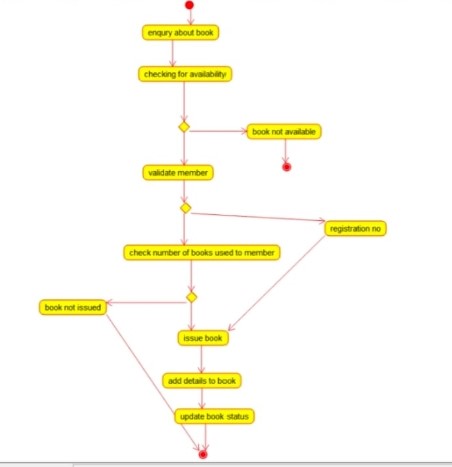 enqury about book
checking for availability
book not available
validate member
registration no
check number of books used to member
book not issued
issue book
add details to book
update book status